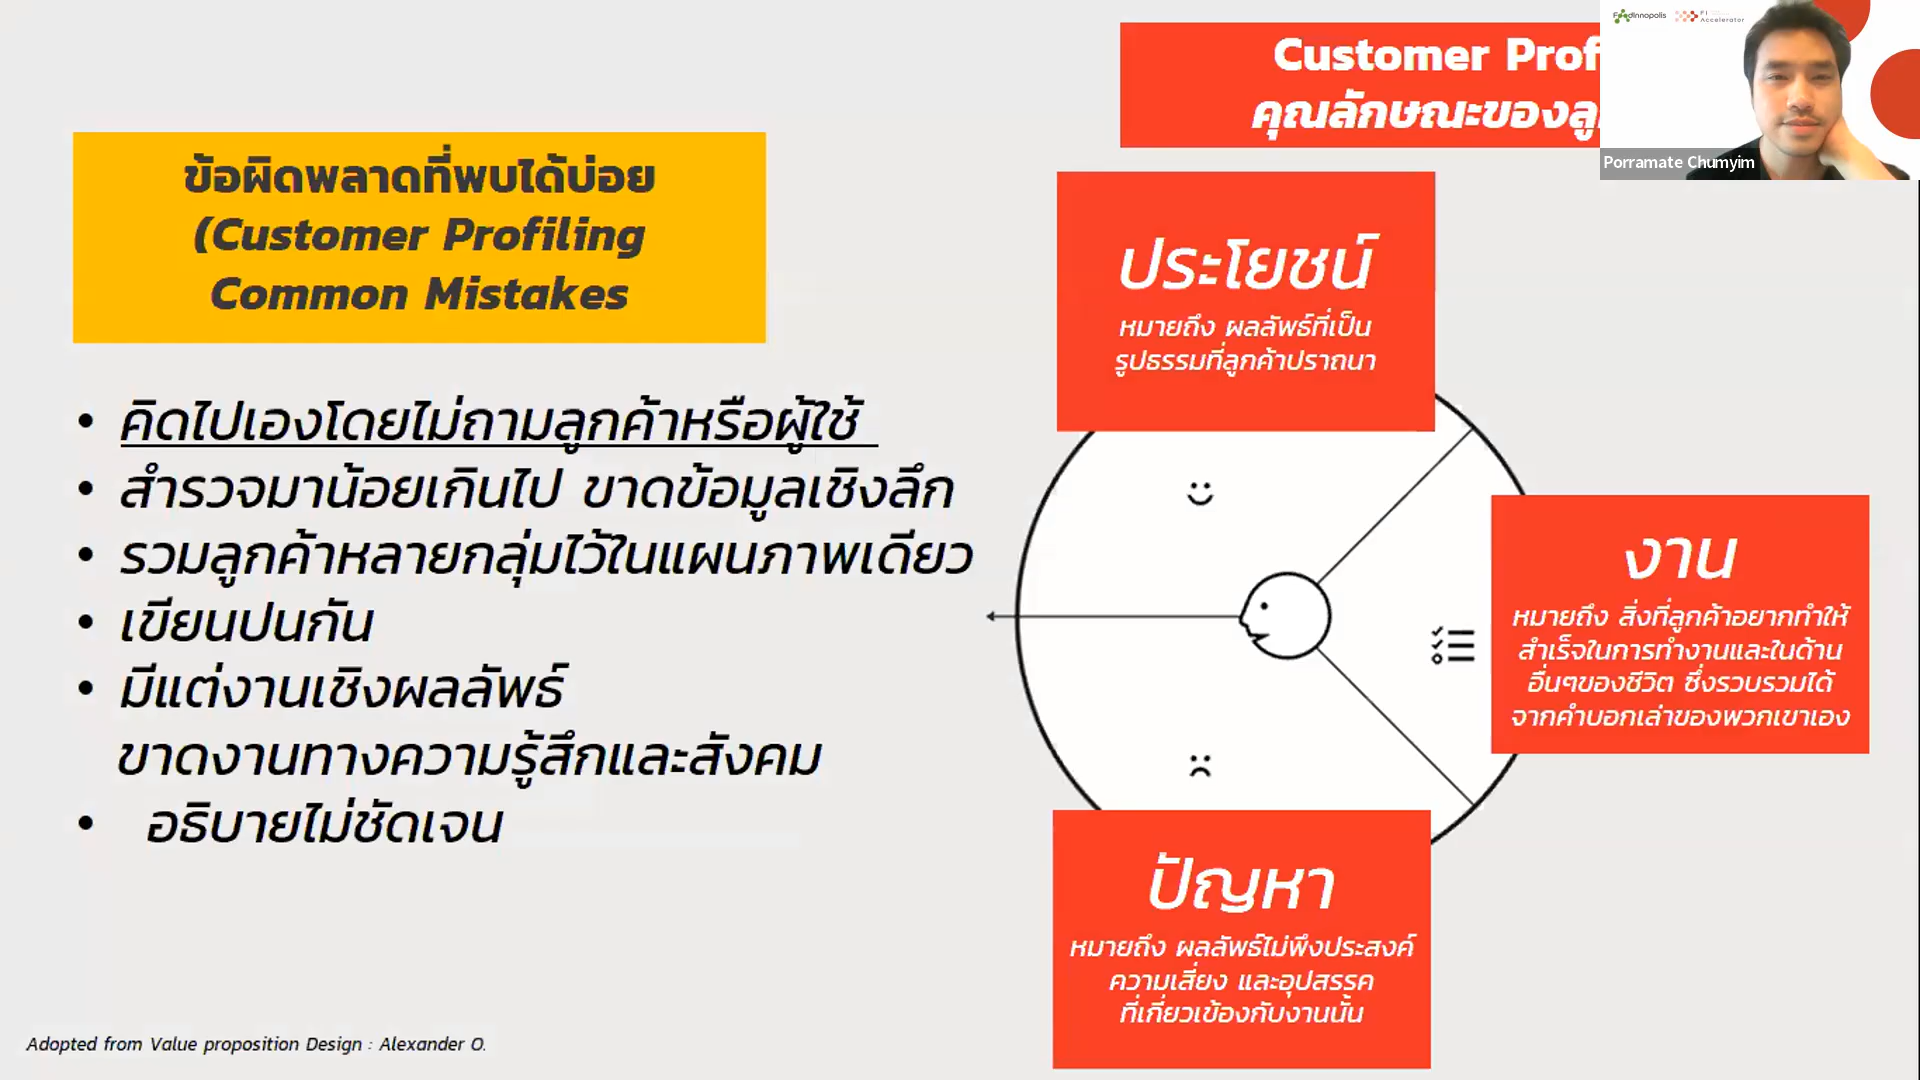 Customer Prof
คุณลักษณะของลู
FoodInnopolis
FI
Accelerator
Porramate Chumyim
ข้อผิดพลาดที่พบได้บ่อย
(Customer Profiling
Common Mistakes
• คิดไปเองโดยไม่ถามลูกค้าหรือผู้ใช้
• สำรวจมาน้อยเกินไป ขาดข้อมูลเชิงลึก
• รวมลูกค้าหลายกลุ่มไว้ในแผนภาพเดียว
• เขียนปนกัน
• มีแต่งานเชิงผลลัพธ์
ขาดงานทางความรู้สึกและสังคม
• อธิบายไม่ชัดเจน
ประโยชน์
หมายถึง ผลลัพธ์ที่เป็น
รูปธรรมที่ลูกค้าปราถนา
งาน
หมายถึง สิ่งที่ลูกค้าอยากทำให้
สำเร็จในการทำงานและในด้าน
อื่นๆของชีวิต ซึ่งรวบรวมได้
จากคำบอกเล่าของพวกเขาเอง
ปัญหา
หมายถึง ผลลัพธ์ไม่พึงประสงค์
ความเสี่ยง และอุปสรรค
ที่เกี่ยวเข้องกับงานนั้น
Adopted from Value proposition Design : Alexander O.